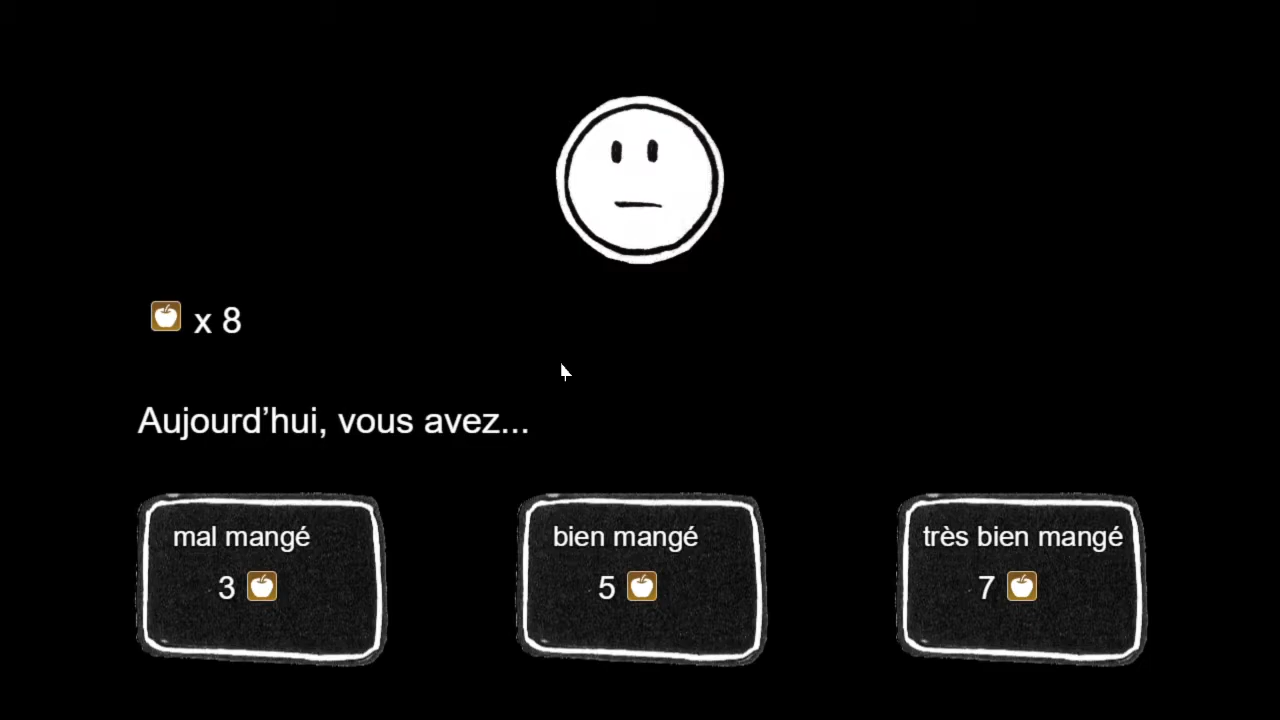 x 8
Aujourd’hui, vous avez...
mal mangé
3
bien mangé
5
très bien mangé
7